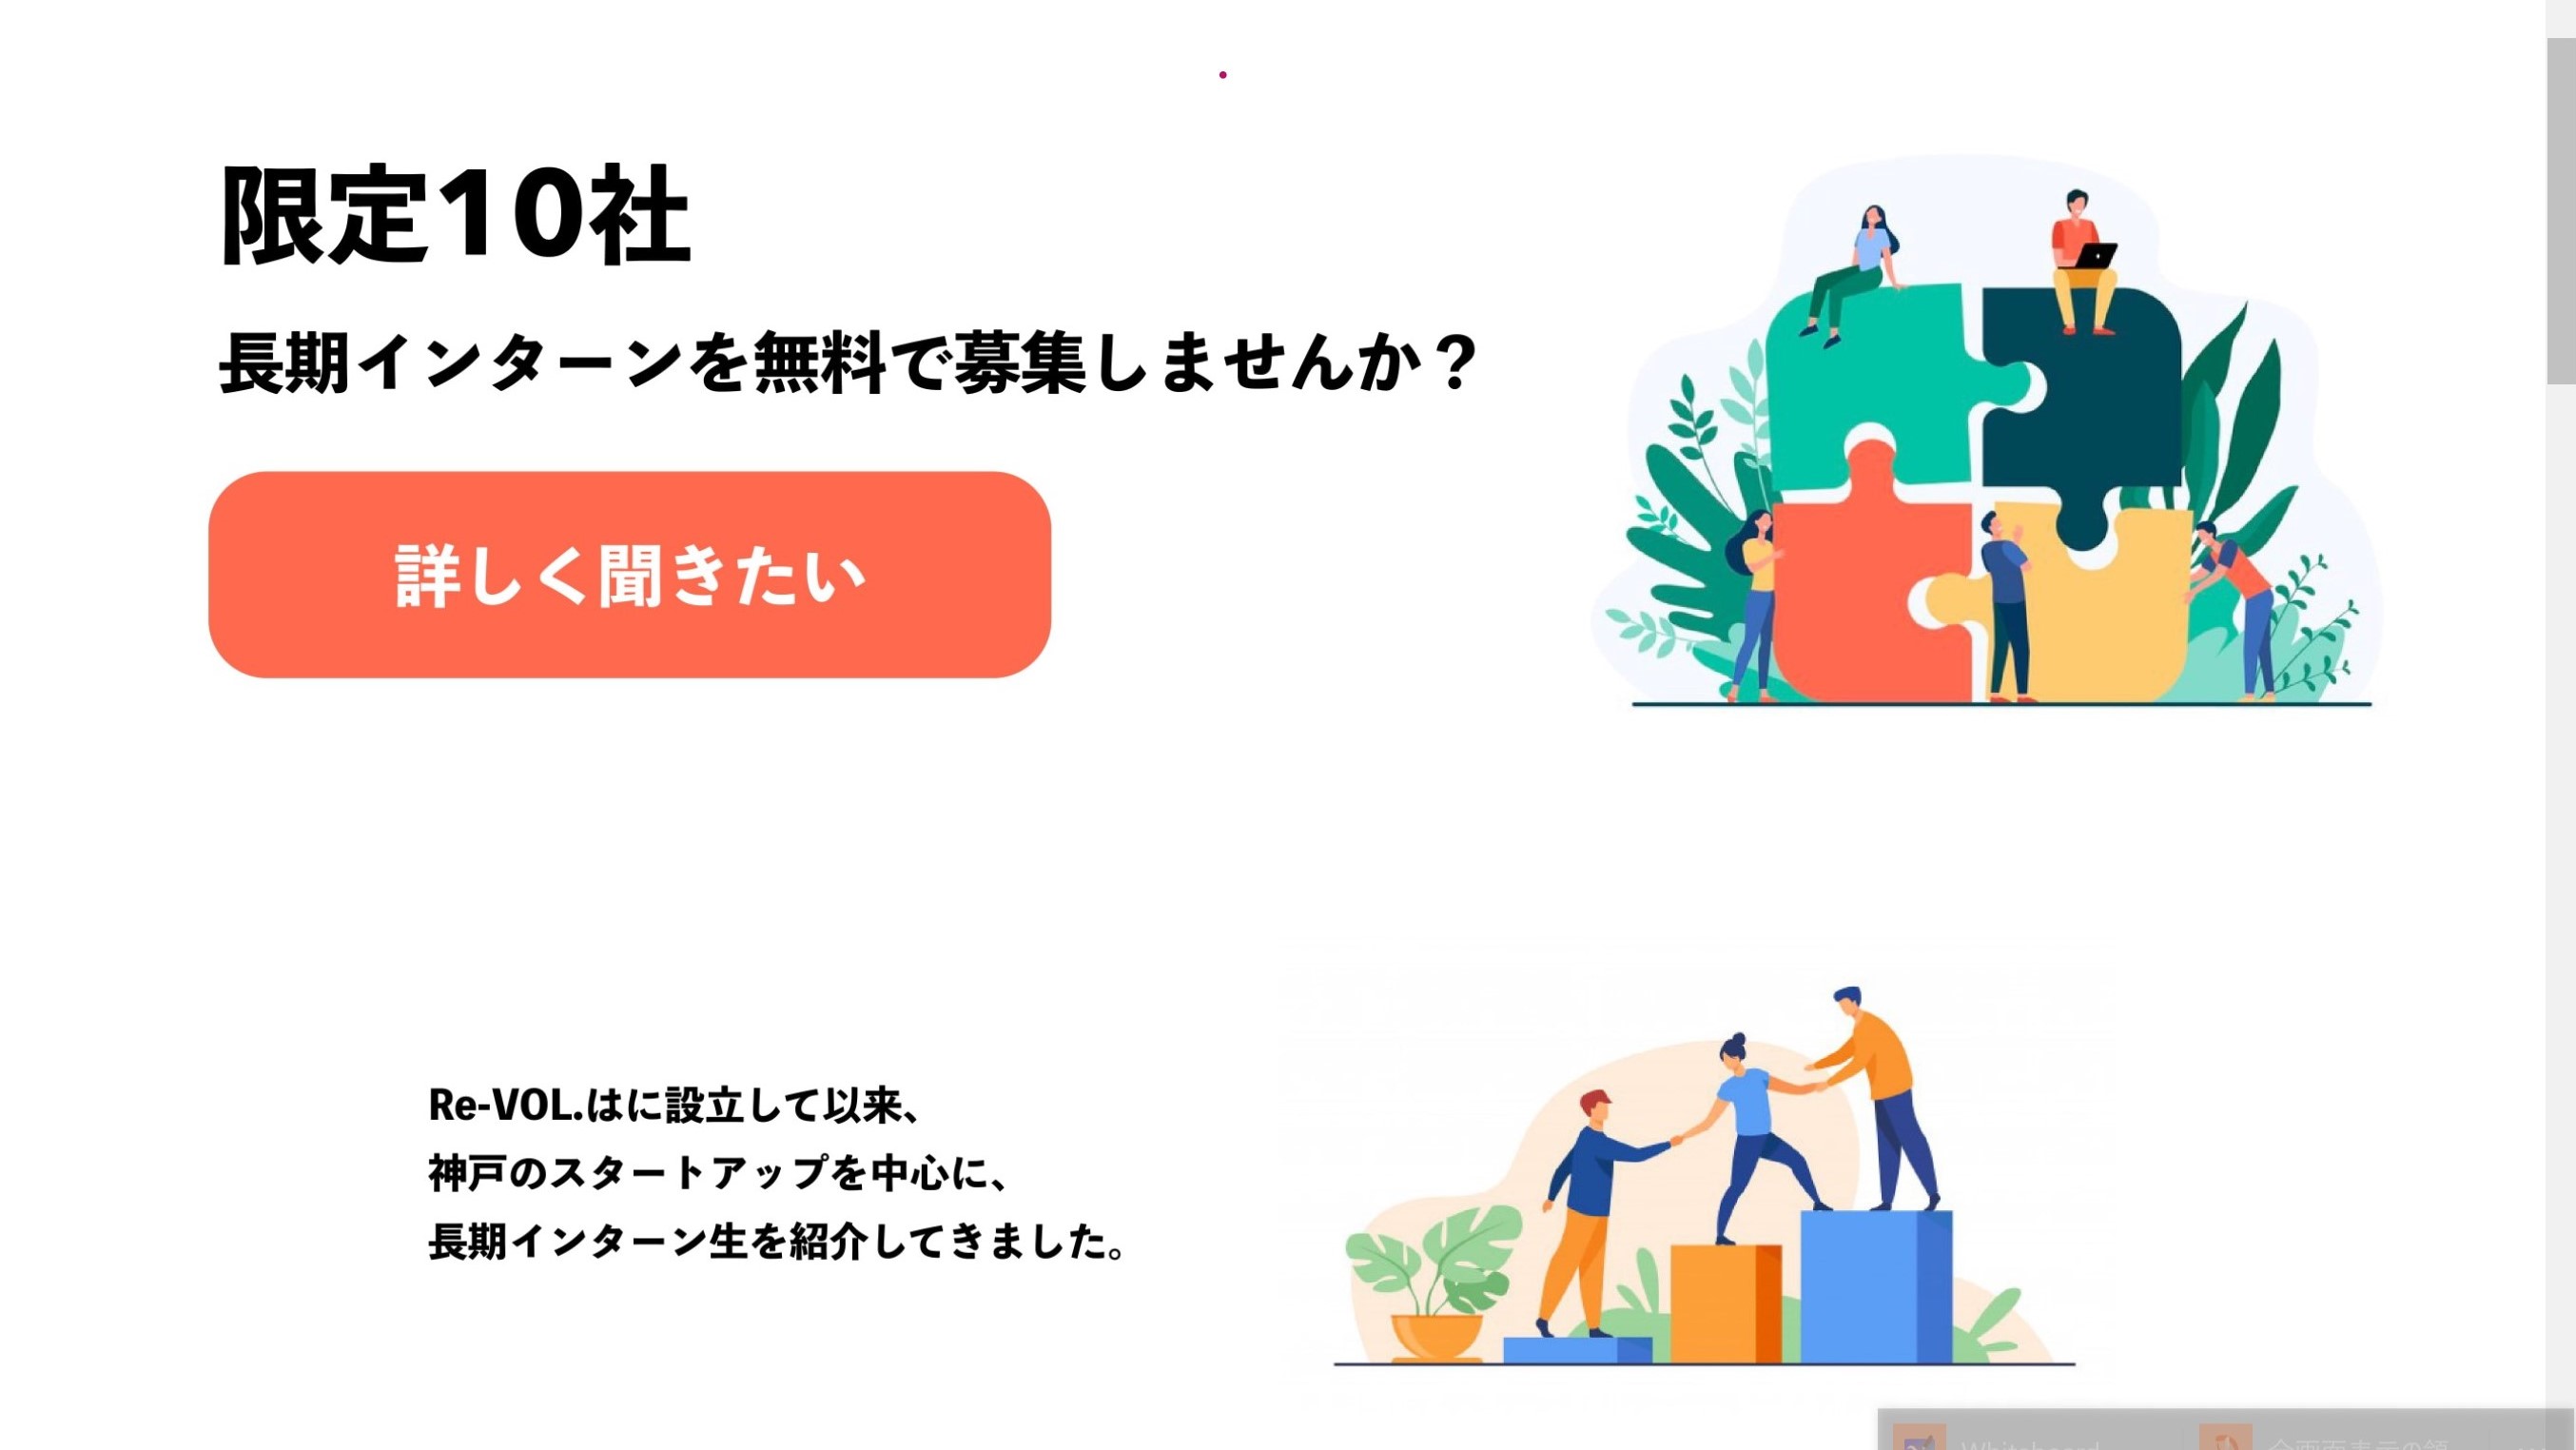 限定10社
長期インターンを無料で募集しませんか？
詳しく聞きたい
Re-VOL.はに設立して以来、
神戸のスタートアップを中心に、
長期インターン生を紹介してきました。